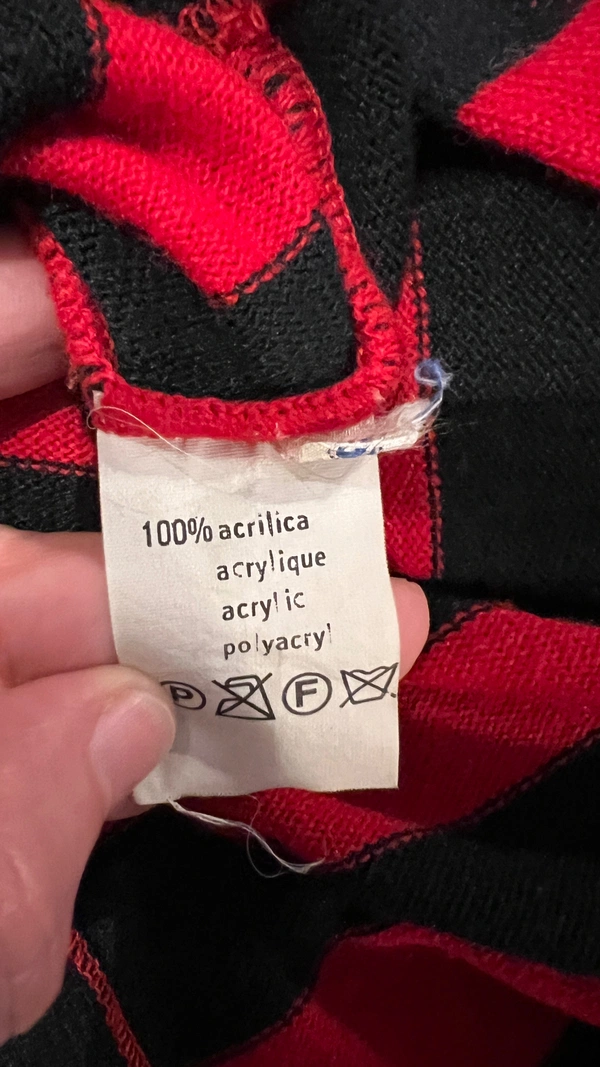 100% acrilica
acrylique
acrylic
polyacryl
P F